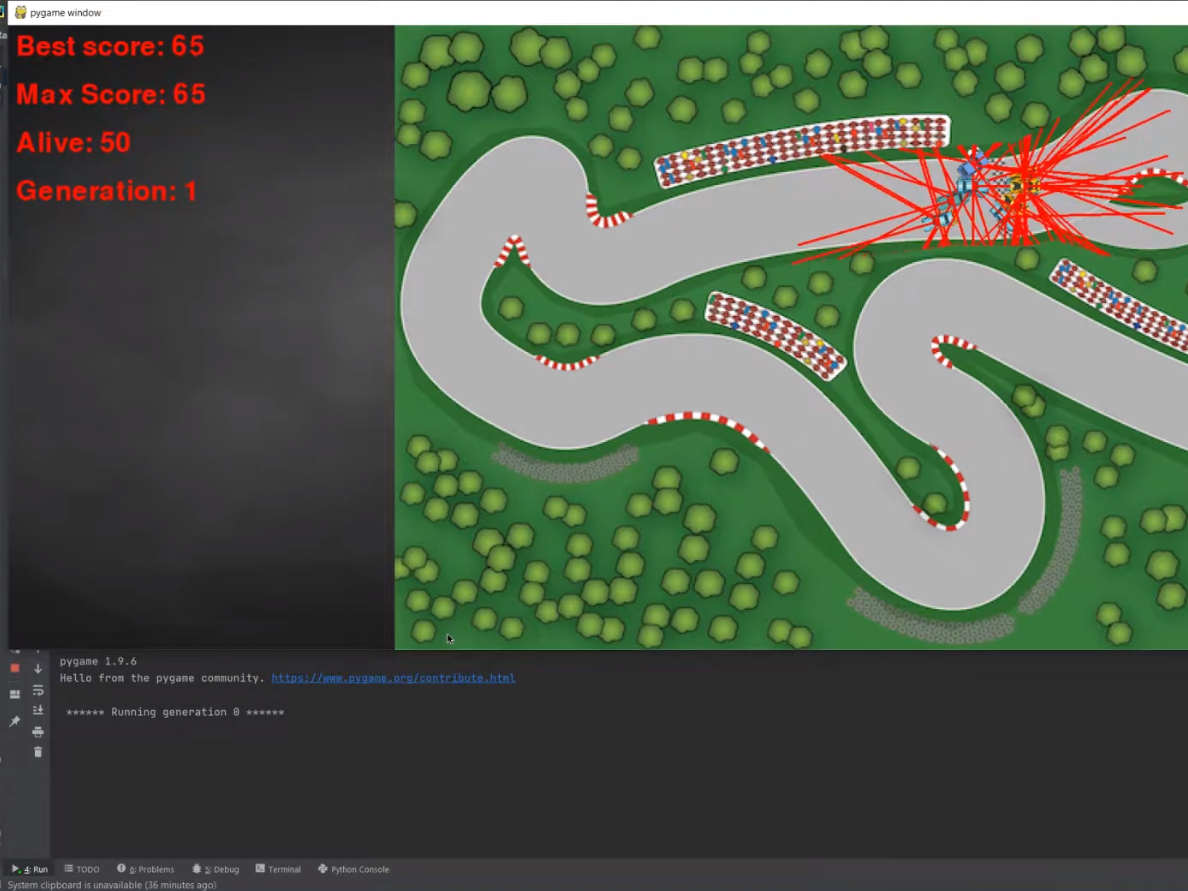 pygame window
Best score: 65
Max Score: 65
Alive: 50
Generation: 1
pygame 1.9.6
Hello from the pygame community. https://www.pygame.org/contribute.html
****** Running generation 0 ******
4: Run TODO 6: Problems 5: Debug Terminal Python Console
System clipboard is unavailable (36 minutes ago)